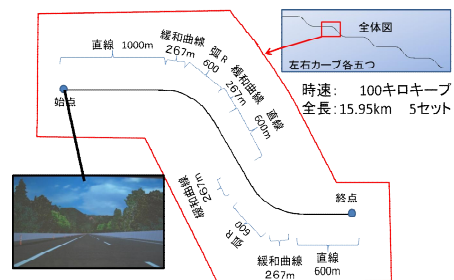 直線 1000m
緩和曲線
267m
弧R
600
緩和曲線
267m
直線
600m
全体図
左右カーブ各五つ
時速: 100キロキープ
全長:15.95km 5セット
始点
緩和曲線
267m
弧R
600
緩和曲線
267m
直線
600m
終点